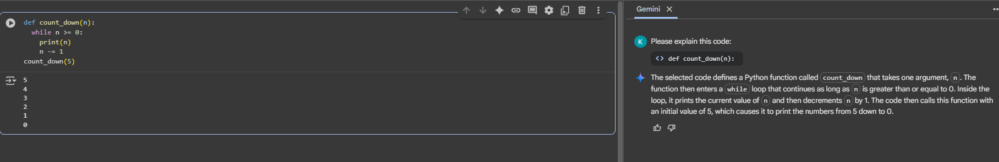 def count_down(n):
  while n >= 0:
    print(n)
    n -= 1
count_down(5)
5
4
3
2
1
0
Gemini
K Please explain this code:
<> def count_down(n):
The selected code defines a Python function called count_down that takes one argument, n. The
function then enters a while loop that continues as long as n is greater than or equal to 0. Inside the
loop, it prints the current value of n and then decrements n by 1. The code then calls this function with
an initial value of 5, which causes it to print the numbers from 5 down to 0.